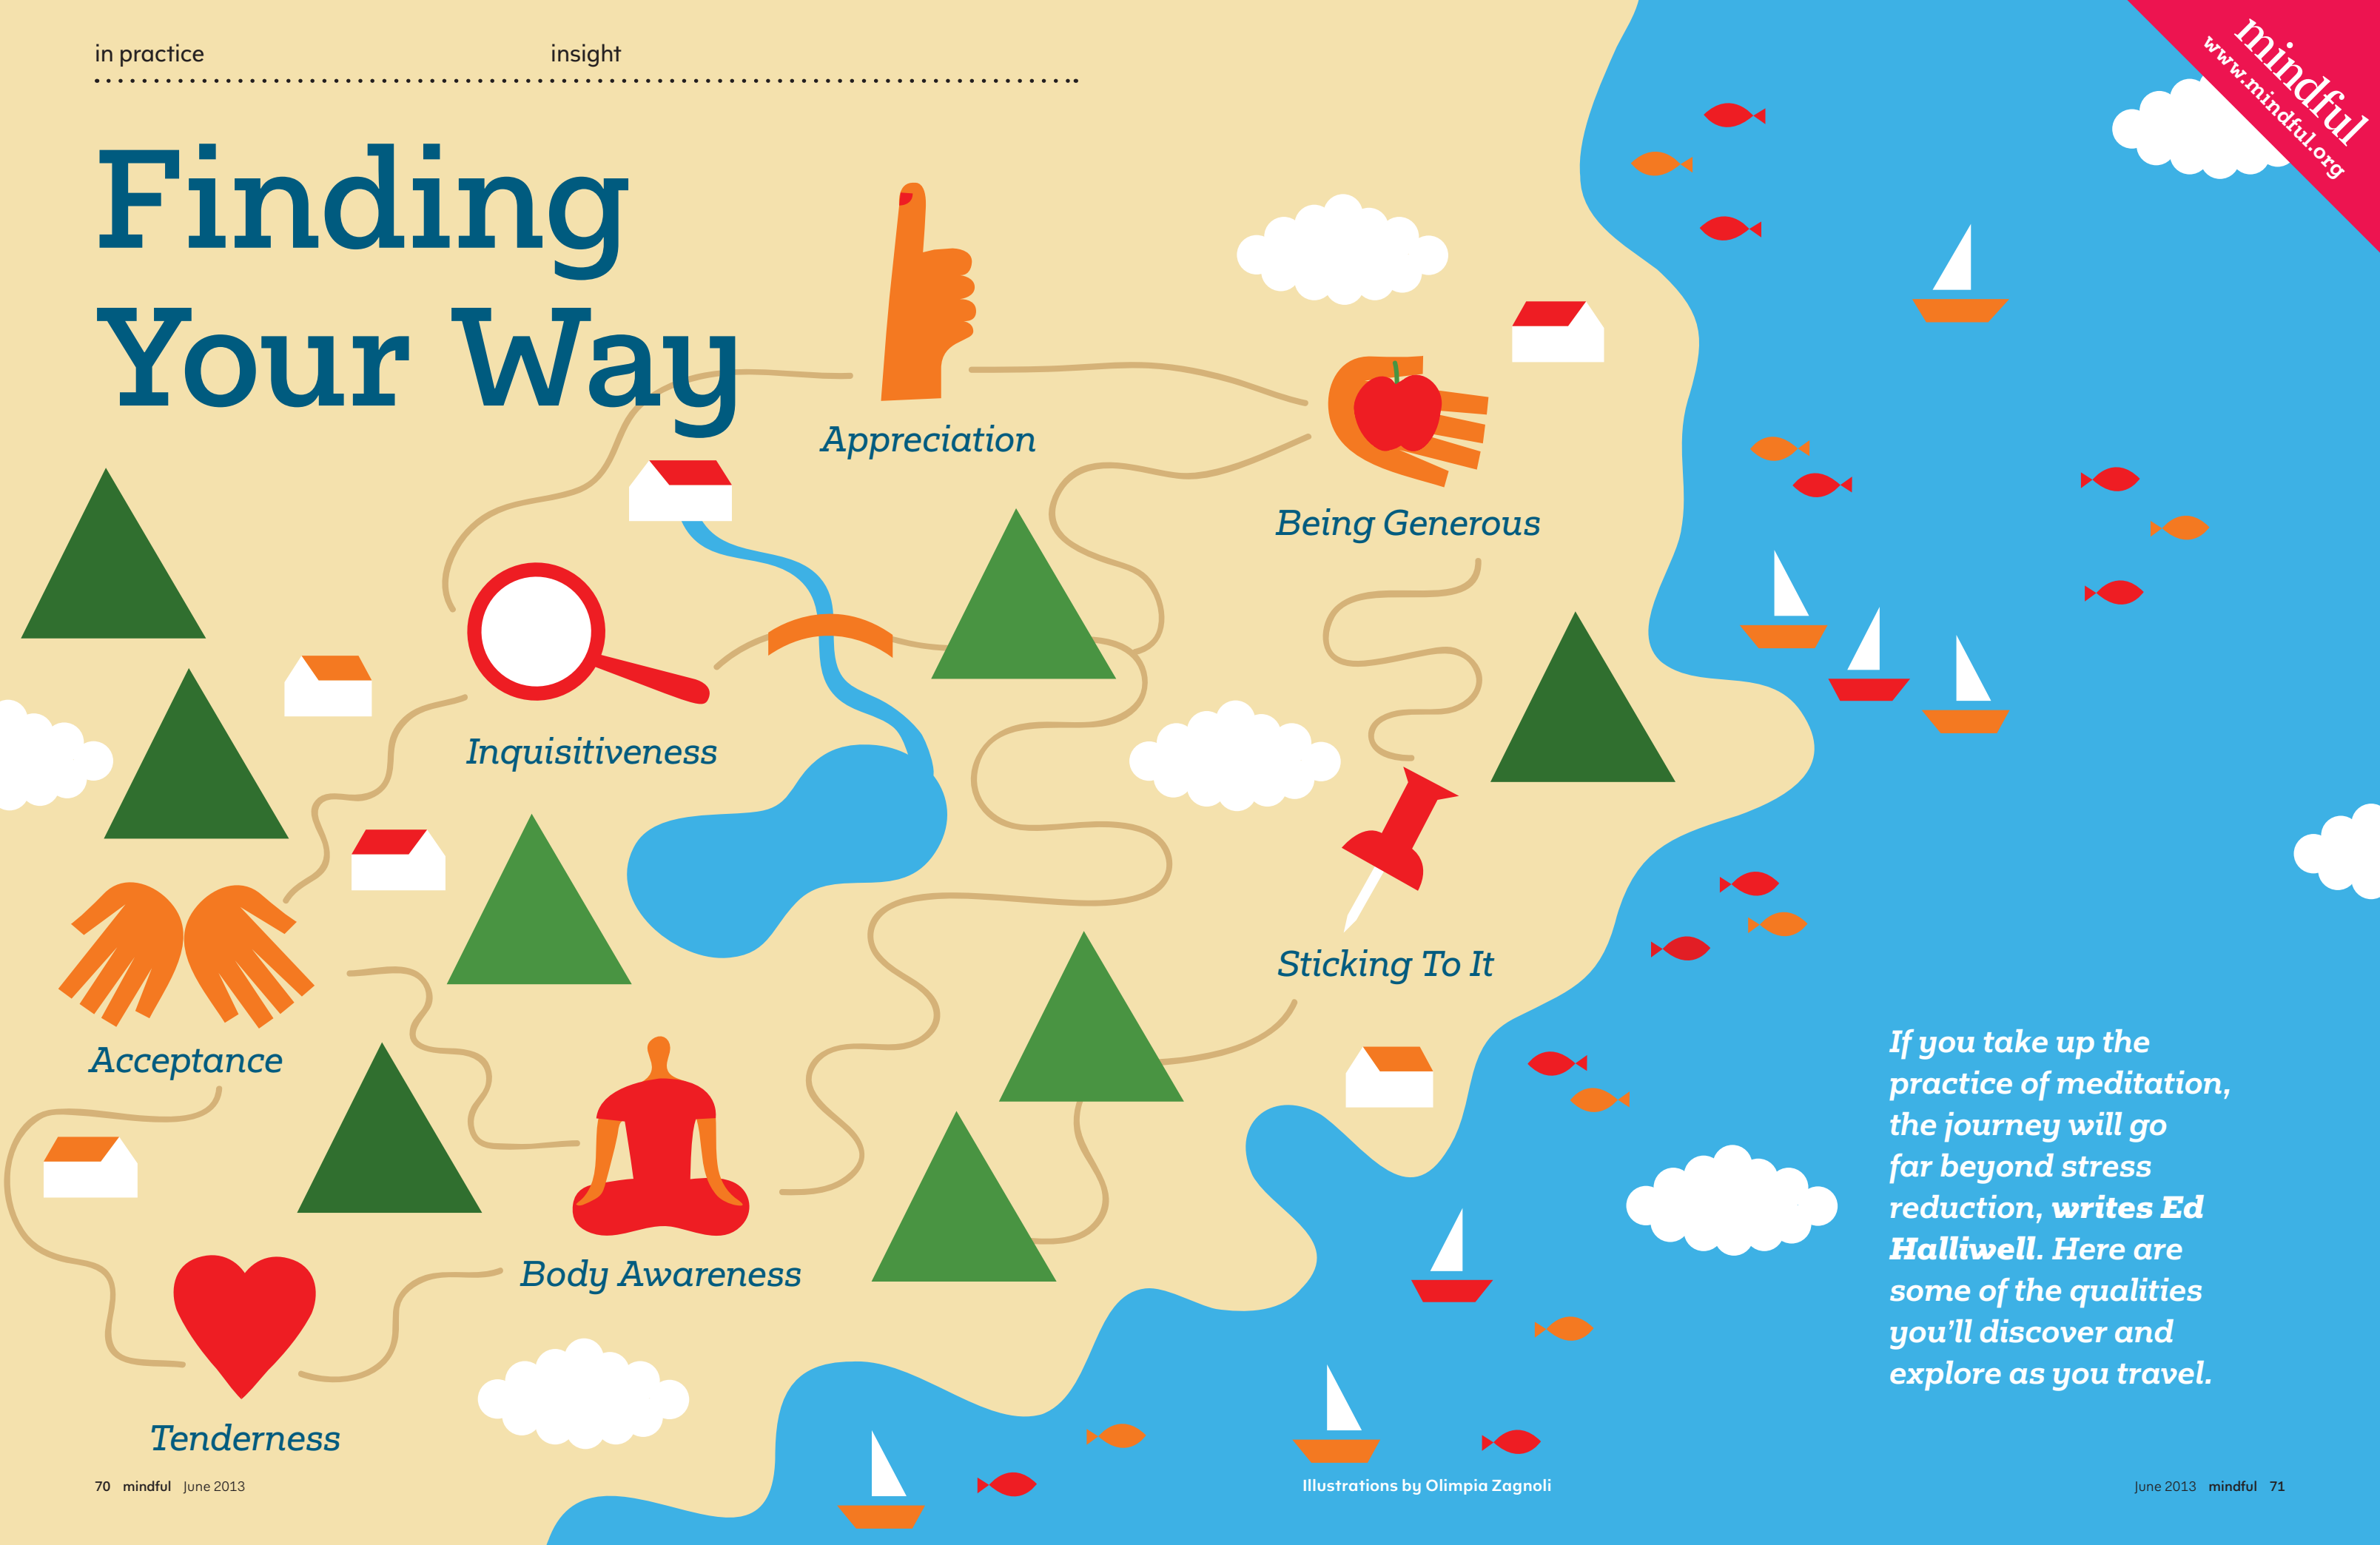 in practice
insight
mindful
www.mindful.org
Finding
Your Way
Appreciation
Being Generous
Inquisitiveness
Sticking To It
Acceptance
Body Awareness
Tenderness
If you take up the
practice of meditation,
the journey will go
far beyond stress
reduction, writes Ed
Halliwell. Here are
some of the qualities
you’ll discover and
explore as you travel.
70 mindful June 2013
Illustrations by Olimpia Zagnoli
June 2013 mindful 71